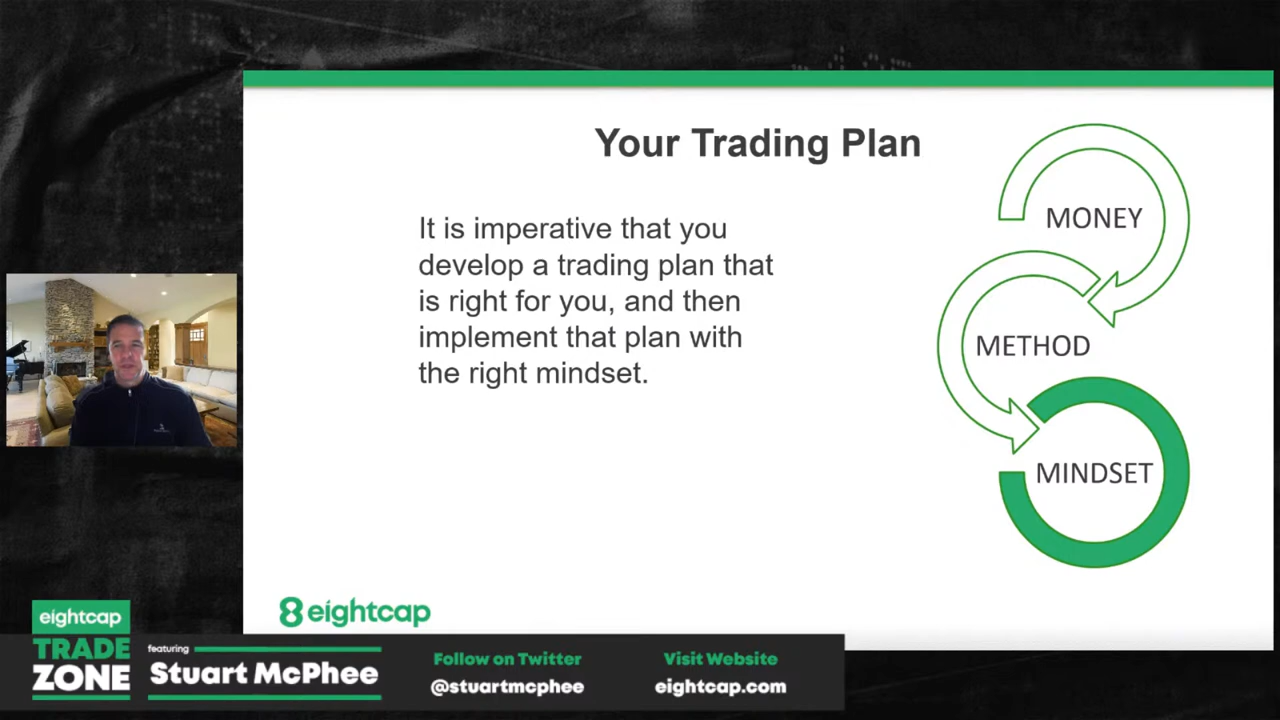 Your Trading Plan
It is imperative that you
develop a trading plan that
is right for you, and then
implement that plan with
the right mindset.
MONEY
METHOD
MINDSET
8 eightcap
eightcap
TRADE
ZONE
featuring
Stuart McPhee
Follow on Twitter
@stuartmcphee
Visit Website
eightcap.com